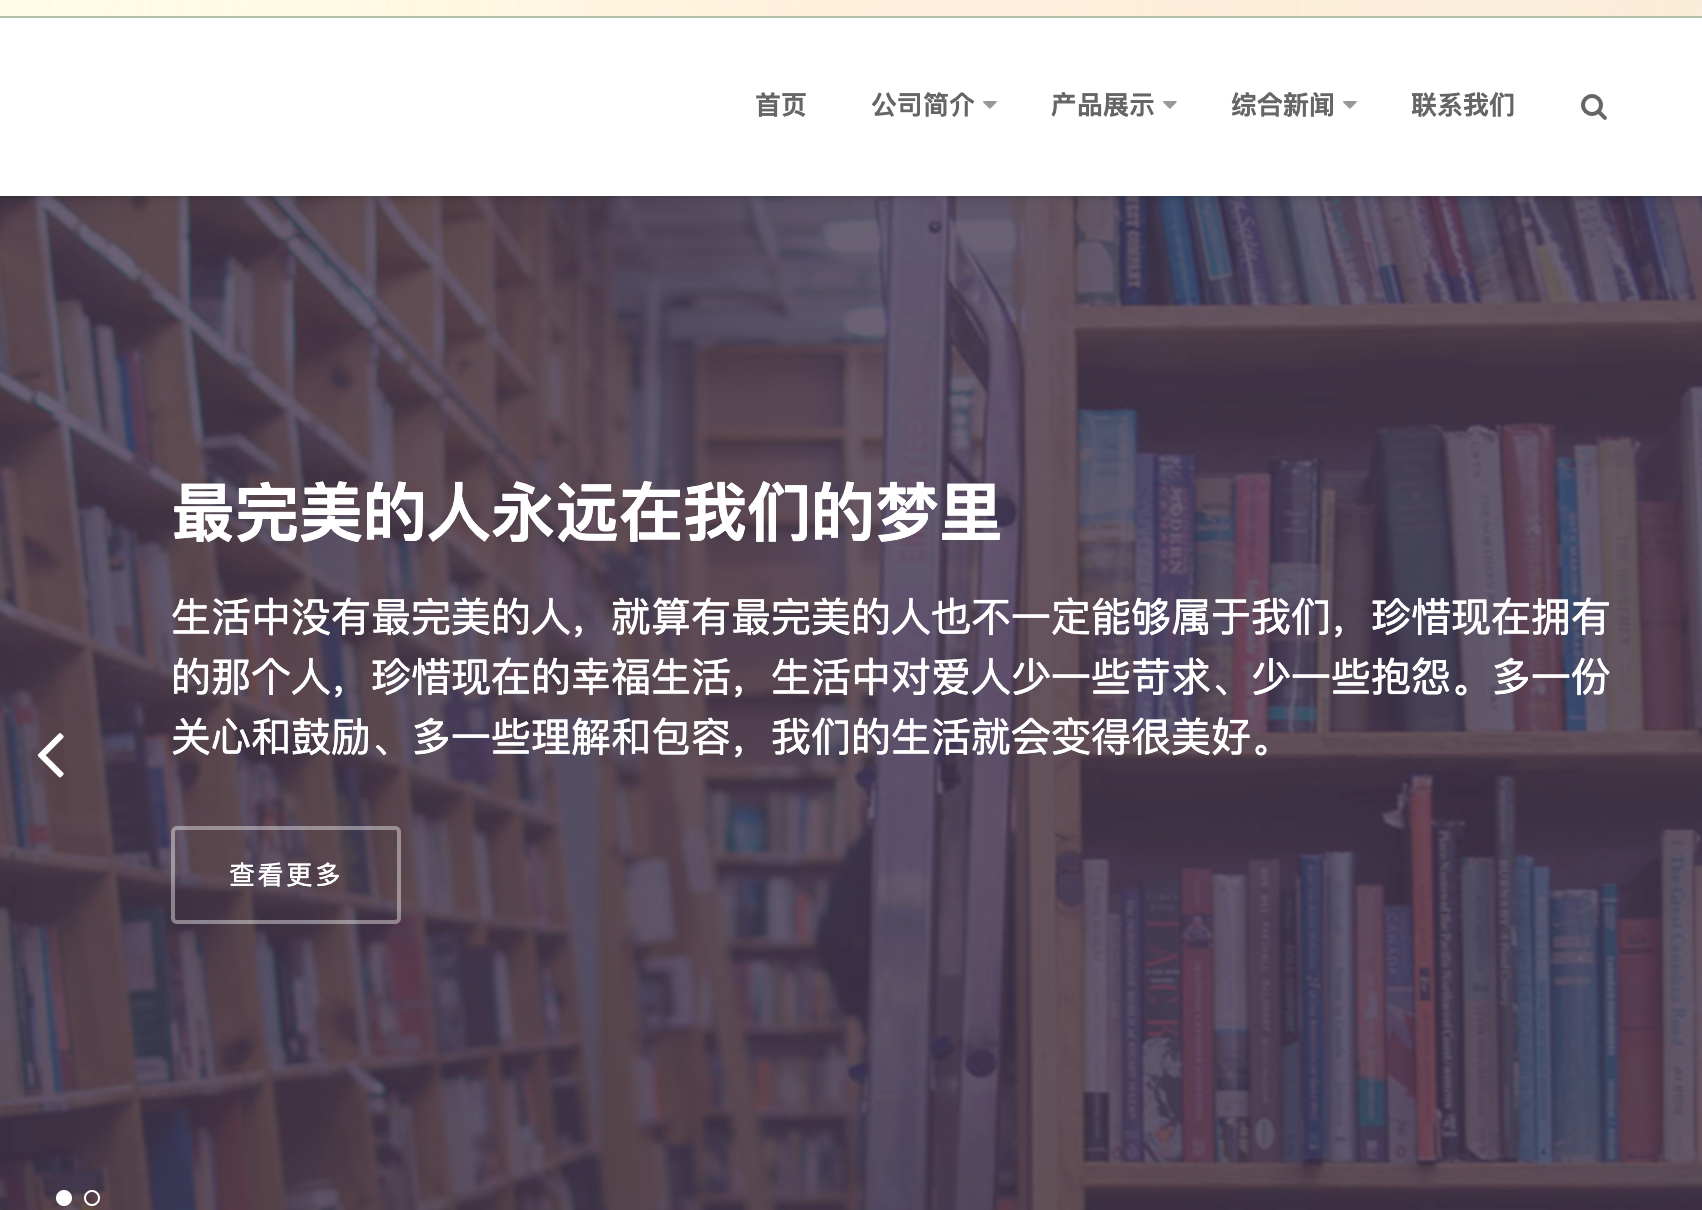 首页 公司简介 产品展示 综合新闻 联系我们
最完美的人永远在我们的梦里
生活中没有最完美的人，就算有最完美的人也不一定能够属于我们，珍惜现在拥有
的那个人，珍惜现在的幸福生活，生活中对爱人少一些苛求、少一些抱怨。多一份
关心和鼓励、多一些理解和包容，我们的生活就会变得很美好。
查看更多